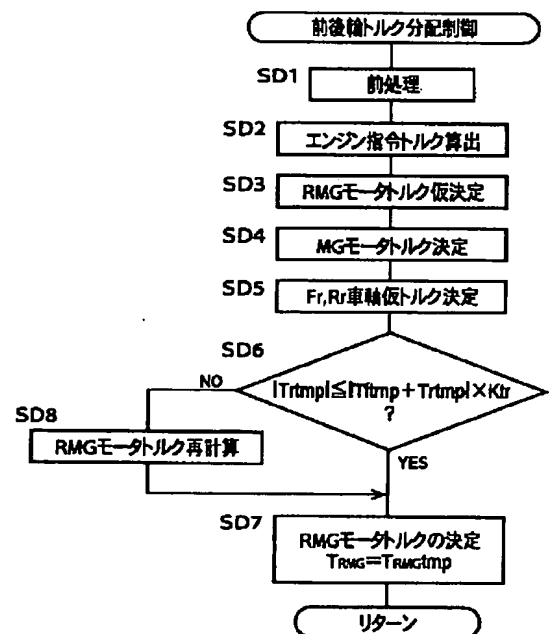 前後輪トルク分配制御
SD1
前処理
SD2
エンジン指令トルク算出
SD3
RMGモータトルク仮決定
SD4
MGモータトルク決定
SD5
Fr,Rr車軸仮トルク決定
SD6
|Trtmp|≦|Tftmp+Trtmp|×Ktr
?
NO
SD8
RMGモータトルク再計算
YES
SD7
RMGモータトルクの決定
TRMG=TRMGtmp
リターン